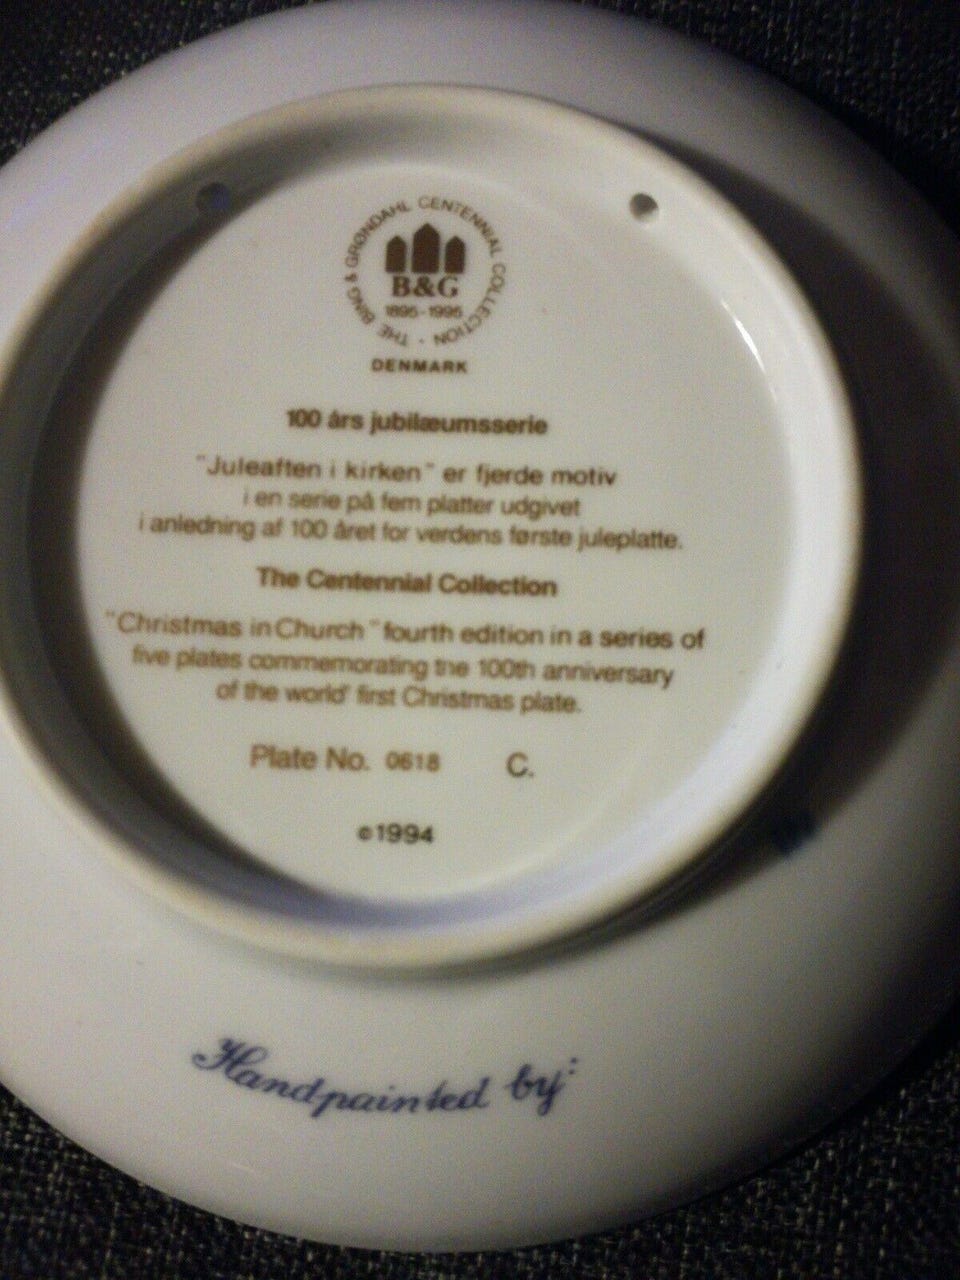 THE BING & GRØNDAHL CENTENNIAL COLLECTION ·
B&G
1895-1995
DENMARK
100 års jubilæumsserie
"Juleaften i kirken" er fjerde motiv
i en serie på fem platter udgivet
i anledning af 100 året for verdens første juleplatte.
The Centennial Collection
"Christmas in Church" fourth edition in a series of
five plates commemorating the 100th anniversary
of the world' first Christmas plate.
Plate No. 0618 C.
©1994
Handpainted by: